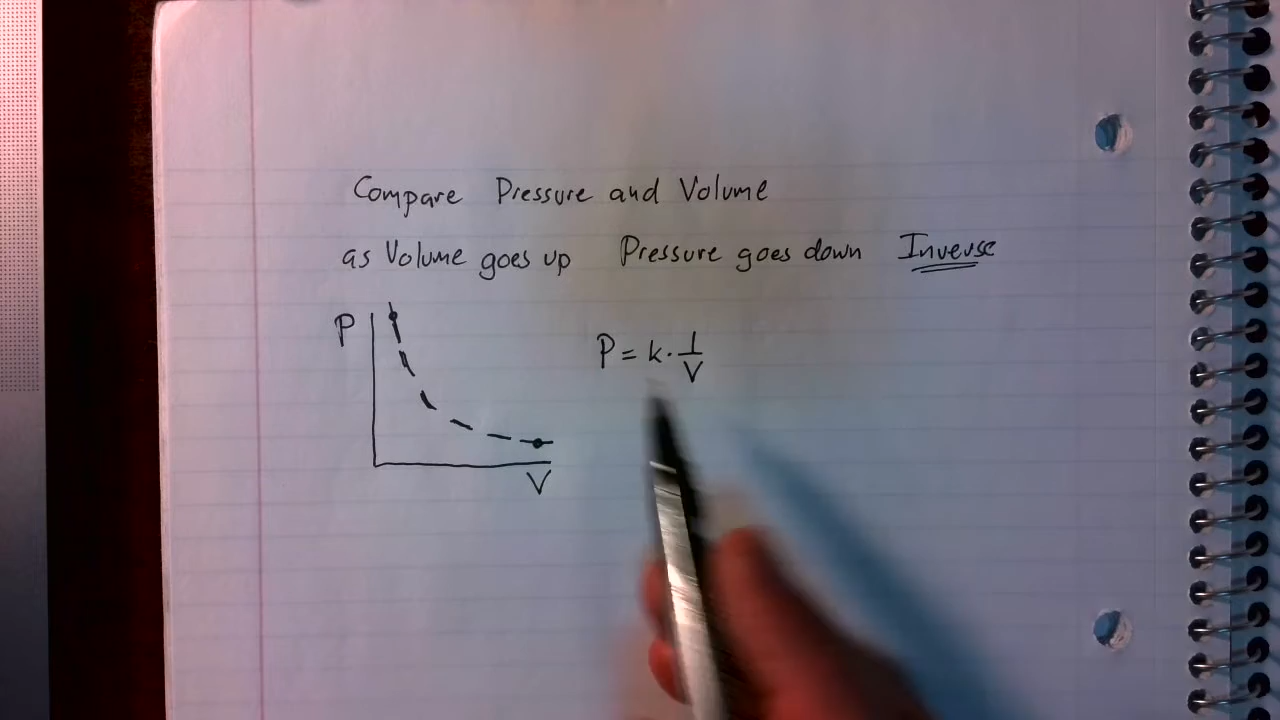 Compare Pressure and Volume
as Volume goes up Pressure goes down Inverse
P
P = k · 1/V
V